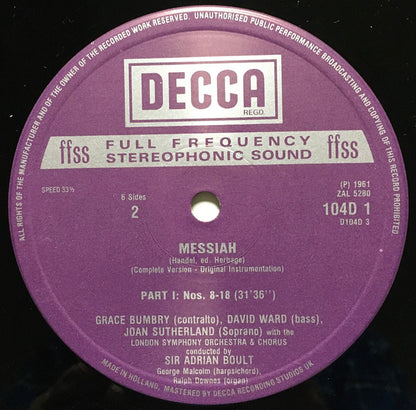 ALL RIGHTS OF THE MANUFACTURER AND OF THE OWNER OF THE RECORDED WORK RESERVED. UNAUTHORISED PUBLIC PERFORMANCE BROADCASTING AND COPYING OF THIS RECORD PROHIBITED
DECCA
REGD.
ffss FULL FREQUENCY STEREOPHONIC SOUND ffss
SPEED 33⅓
6 Sides
2
(P) 1961
ZAL 5280
104D 1
D104D 3
MESSIAH
(Handel, ed. Herbage)
(Complete Version - Original Instrumentation)
PART I: Nos. 8-18 (31'36'')
GRACE BUMBRY (contralto), DAVID WARD (bass),
JOAN SUTHERLAND (Soprano) with the
LONDON SYMPHONY ORCHESTRA & CHORUS
conducted by
SIR ADRIAN BOULT
George Malcolm (harpsichord),
Ralph Downes (organ)
MADE IN HOLLAND, MASTERED BY DECCA RECORDING STUDIOS UK